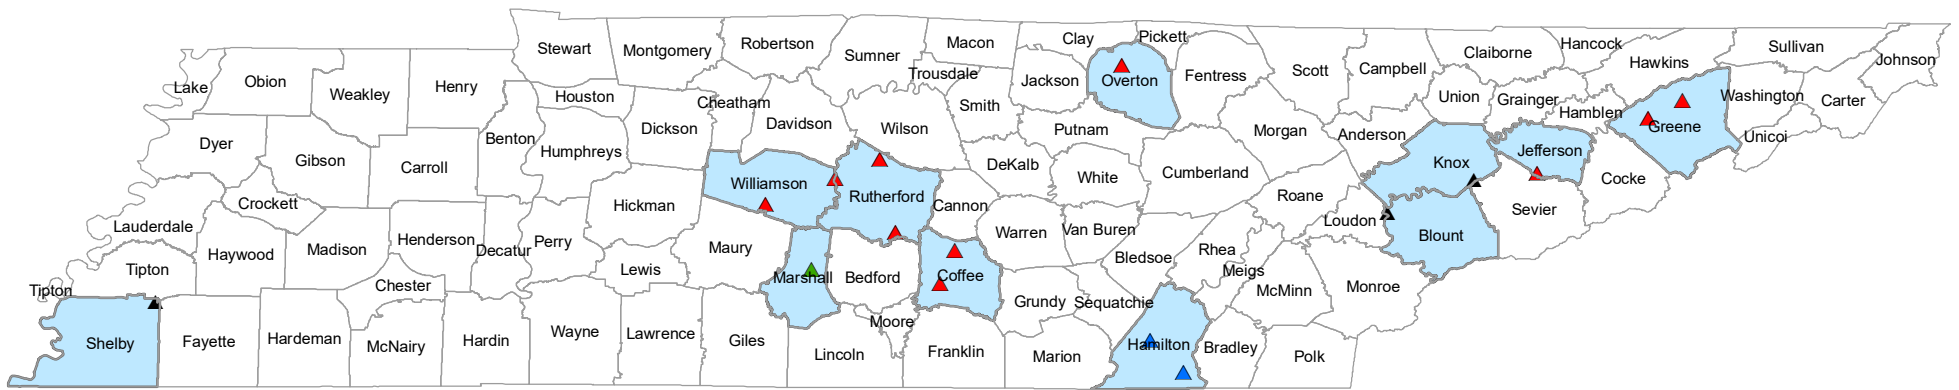 Stewart
Montgomery
Robertson
Sumner
Macon
Clay
Pickett
Trousdale
Jackson
Overton
Fentress
Scott
Campbell
Claiborne
Hancock
Hawkins
Sullivan
Johnson
Lake
Obion
Weakley
Henry
Houston
Cheatham
Smith
Union
Grainger
Hamblen
Greene
Washington
Carter
Unicoi
Dyer
Gibson
Carroll
Benton
Humphreys
Dickson
Davidson
Wilson
Putnam
Morgan
Anderson
Knox
Jefferson
Cocke
DeKalb
White
Cumberland
Williamson
Rutherford
Cannon
Roane
Loudon
Sevier
Blount
Crockett
Lauderdale
Haywood
Madison
Henderson
Decatur
Perry
Hickman
Maury
Warren
Van Buren
Bledsoe
Rhea
Meigs
McMinn
Monroe
Tipton
Tipton
Chester
Lewis
Marshall
Bedford
Coffee
Grundy
Sequatchie
Shelby
Fayette
Hardeman
McNairy
Hardin
Wayne
Lawrence
Giles
Moore
Lincoln
Franklin
Marion
Hamilton
Bradley
Polk